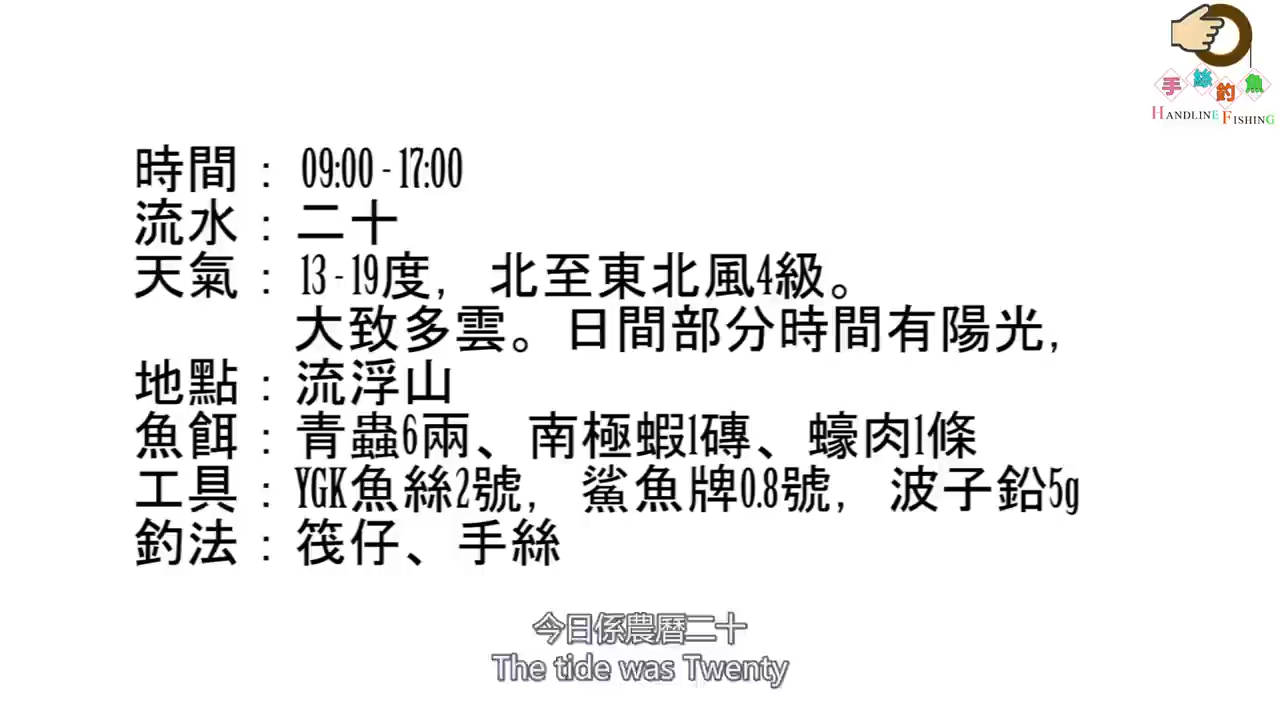 手絲釣魚
HANDLINE FISHING
時間：09:00 - 17:00
流水：二十
天氣：13 - 19度，北至東北風4級。
大致多雲。日間部分時間有陽光，
地點：流浮山
魚餌：青蟲6兩、南極蝦1磚、蠔肉1條
工具：YGK魚絲2號，鯊魚牌0.8號，波子鉛5g
釣法：筏仔、手絲
今日係農曆二十
The tide was Twenty